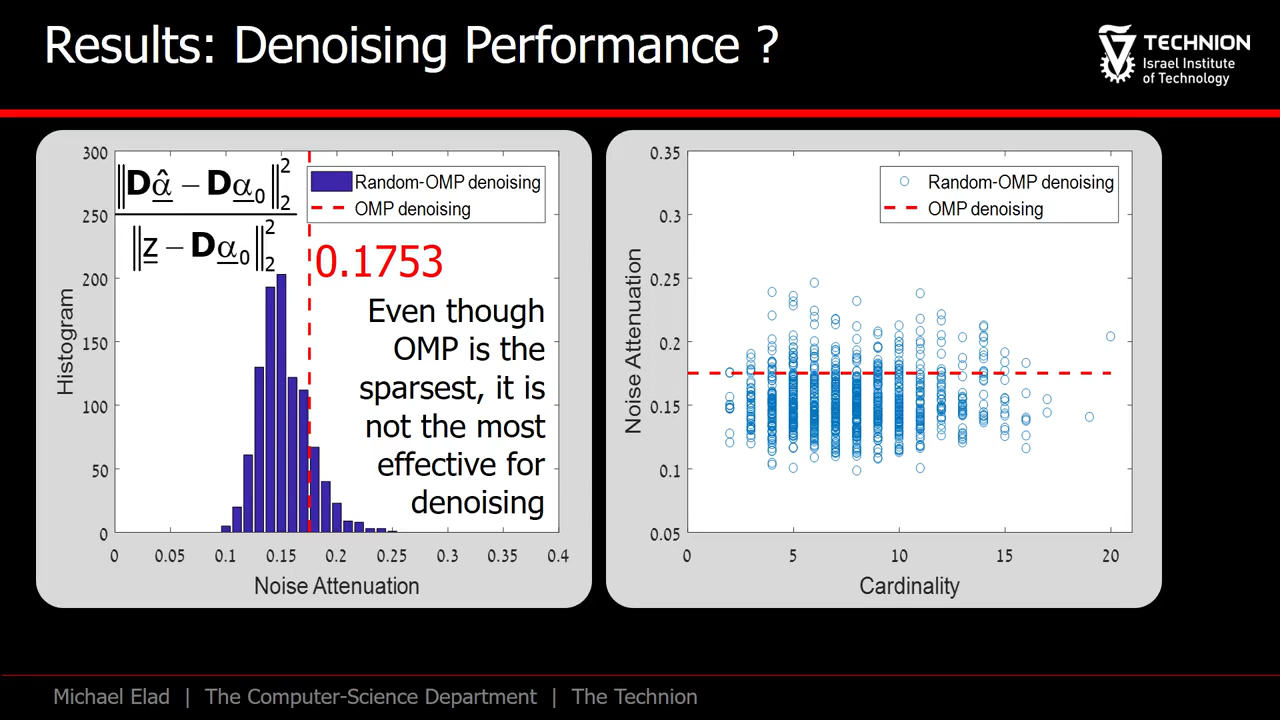 Results: Denoising Performance ?
TECHNION
Israel Institute
of Technology
300
250
200
150
100
50
0
Histogram
‖Dα̂ − Dα₀‖₂²
‖z − Dα₀‖₂²
Random-OMP denoising
OMP denoising
0.1753
Even though
OMP is the
sparsest, it is
not the most
effective for
denoising
0 0.05 0.1 0.15 0.2 0.25 0.3 0.35 0.4
Noise Attenuation
0.35
0.3
0.25
0.2
0.15
0.1
0.05
Noise Attenuation
Random-OMP denoising
OMP denoising
0 5 10 15 20
Cardinality
Michael Elad | The Computer-Science Department | The Technion